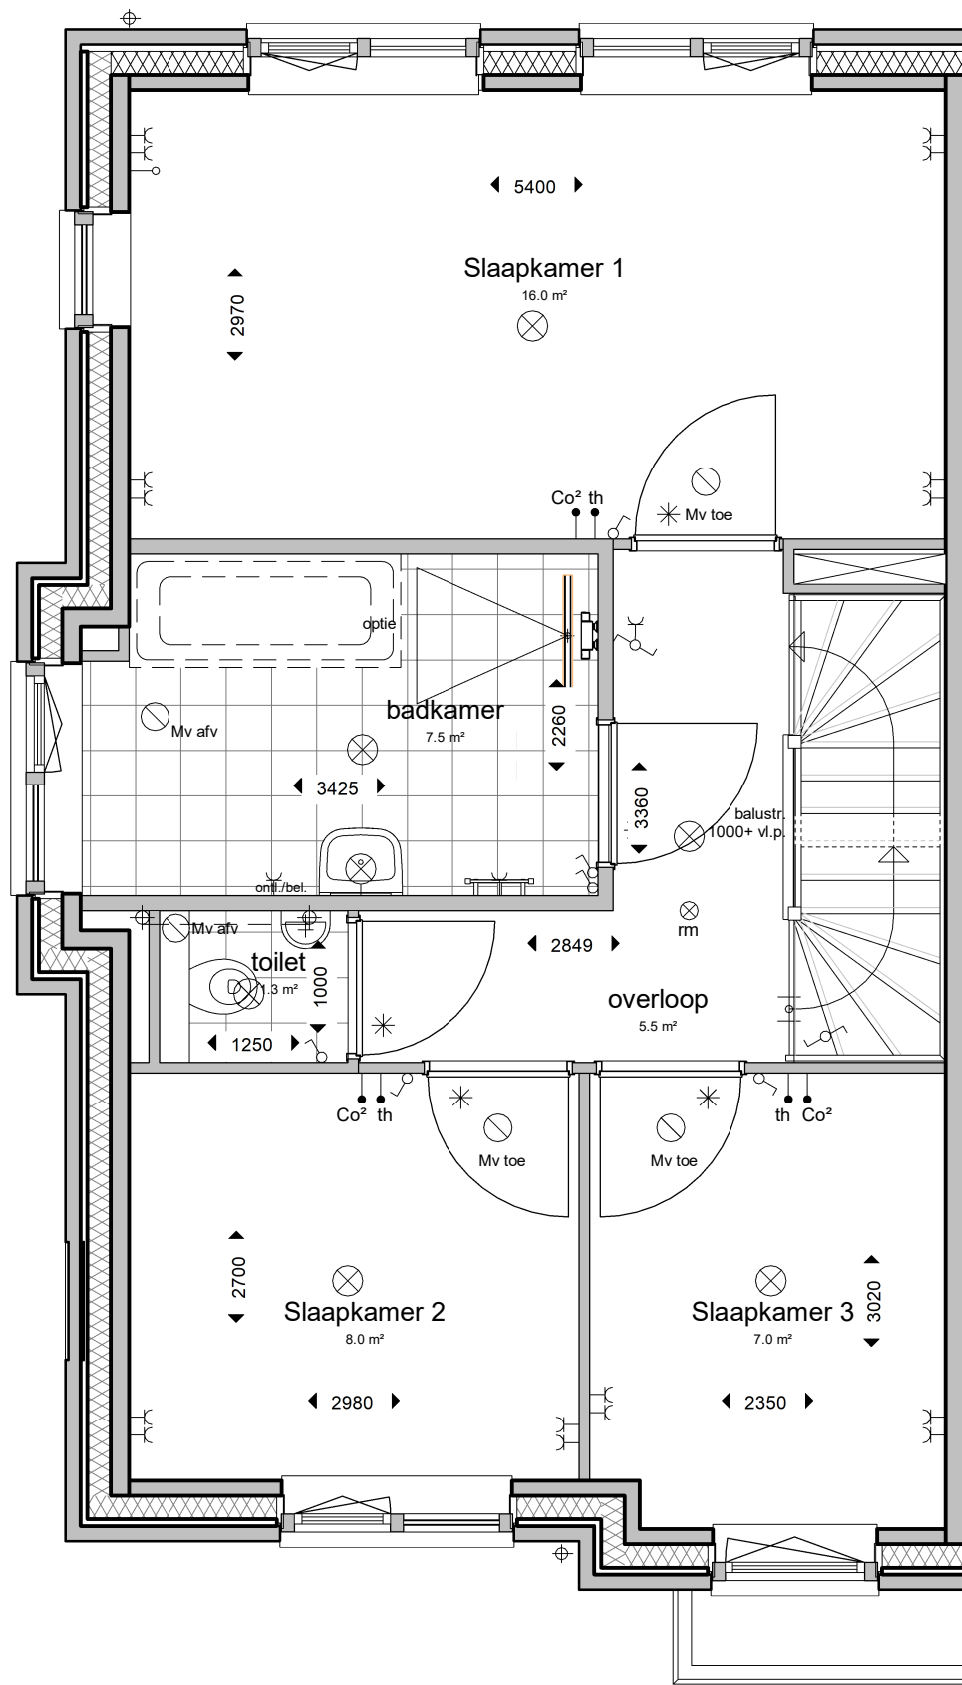 5400
Slaapkamer 1
16.0 m²
2970
Co² th
Mv toe
optie
badkamer
7.5 m²
2260
Mv afv
3425
3360
balustr.
1000+ vl.p.
ontl./bel.
rm
Mv afv
toilet
1.3 m²
1000
1250
2849
overloop
5.5 m²
Co² th
Mv toe
Mv toe
th Co²
2700
Slaapkamer 2
8.0 m²
2980
Slaapkamer 3
7.0 m²
3020
2350